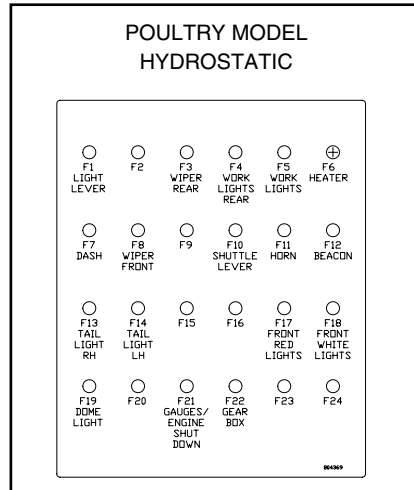 POULTRY MODEL
HYDROSTATIC
F1 F2 F3 F4 F5 F6
LIGHT WIPER WORK WORK HEATER
LEVER REAR LIGHTS LIGHTS
REAR
F7 F8 F9 F10 F11 F12
DASH WIPER SHUTTLE HORN BEACON
FRONT LEVER
F13 F14 F15 F16 F17 F18
TAIL TAIL FRONT FRONT
LIGHT LIGHT RED WHITE
RH LH LIGHTS LIGHTS
F19 F20 F21 F22 F23 F24
DOME GAUGES/ GEAR
LIGHT ENGINE BOX
SHUT
DOWN
804369